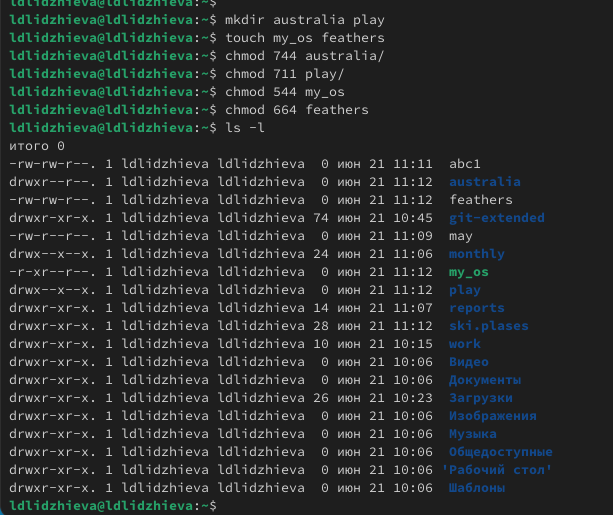 ldlidzhieva@ldlidzhieva:~$
ldlidzhieva@ldlidzhieva:~$ mkdir australia play
ldlidzhieva@ldlidzhieva:~$ touch my_os feathers
ldlidzhieva@ldlidzhieva:~$ chmod 744 australia/
ldlidzhieva@ldlidzhieva:~$ chmod 711 play/
ldlidzhieva@ldlidzhieva:~$ chmod 544 my_os
ldlidzhieva@ldlidzhieva:~$ chmod 664 feathers
ldlidzhieva@ldlidzhieva:~$ ls -l
итого 0
-rw-rw-r--. 1 ldlidzhieva ldlidzhieva  0 июн 21 11:11  abc1
drwxr--r--. 1 ldlidzhieva ldlidzhieva  0 июн 21 11:12  australia
-rw-rw-r--. 1 ldlidzhieva ldlidzhieva  0 июн 21 11:12  feathers
drwxr-xr-x. 1 ldlidzhieva ldlidzhieva 74 июн 21 10:45  git-extended
-rw-r--r--. 1 ldlidzhieva ldlidzhieva  0 июн 21 11:09  may
drwx--x--x. 1 ldlidzhieva ldlidzhieva 24 июн 21 11:06  monthly
-r-xr--r--. 1 ldlidzhieva ldlidzhieva  0 июн 21 11:12  my_os
drwx--x--x. 1 ldlidzhieva ldlidzhieva  0 июн 21 11:12  play
drwxr-xr-x. 1 ldlidzhieva ldlidzhieva 14 июн 21 11:07  reports
drwxr-xr-x. 1 ldlidzhieva ldlidzhieva 28 июн 21 11:12  ski.plases
drwxr-xr-x. 1 ldlidzhieva ldlidzhieva 10 июн 21 10:15  work
drwxr-xr-x. 1 ldlidzhieva ldlidzhieva  0 июн 21 10:06  Видео
drwxr-xr-x. 1 ldlidzhieva ldlidzhieva  0 июн 21 10:06  Документы
drwxr-xr-x. 1 ldlidzhieva ldlidzhieva 26 июн 21 10:23  Загрузки
drwxr-xr-x. 1 ldlidzhieva ldlidzhieva  0 июн 21 10:06  Изображения
drwxr-xr-x. 1 ldlidzhieva ldlidzhieva  0 июн 21 10:06  Музыка
drwxr-xr-x. 1 ldlidzhieva ldlidzhieva  0 июн 21 10:06  Общедоступные
drwxr-xr-x. 1 ldlidzhieva ldlidzhieva  0 июн 21 10:06 'Рабочий стол'
drwxr-xr-x. 1 ldlidzhieva ldlidzhieva  0 июн 21 10:06  Шаблоны
ldlidzhieva@ldlidzhieva:~$